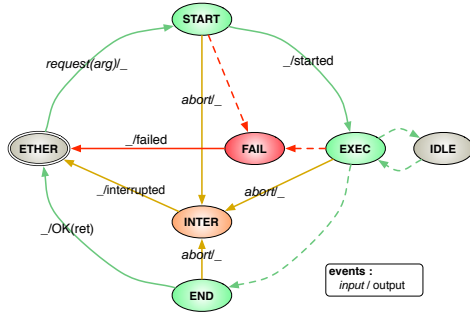 START
request(arg)/_
_/started
abort/_
_/failed
ETHER
FAIL
EXEC
IDLE
_/interrupted
abort/_
INTER
_/OK(ret)
abort/_
END
events :
input / output